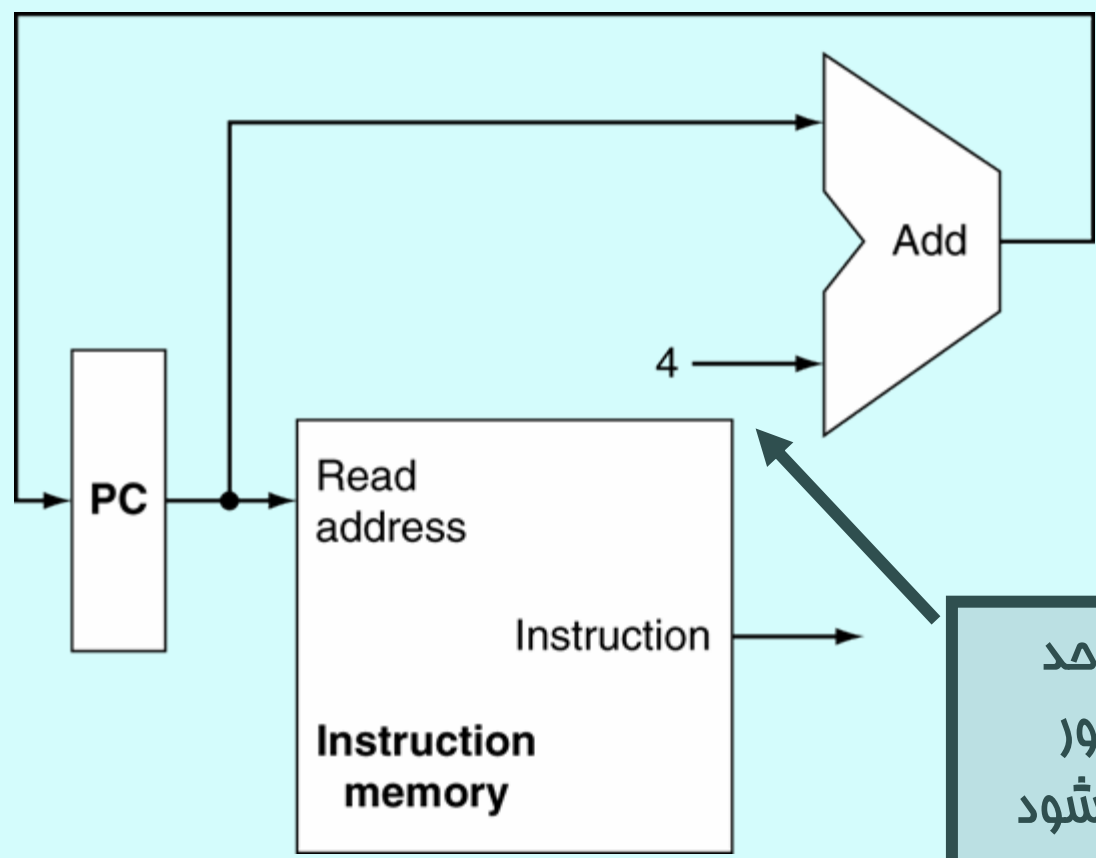 Add
4
PC
Read
address
Instruction
Instruction
memory
شود